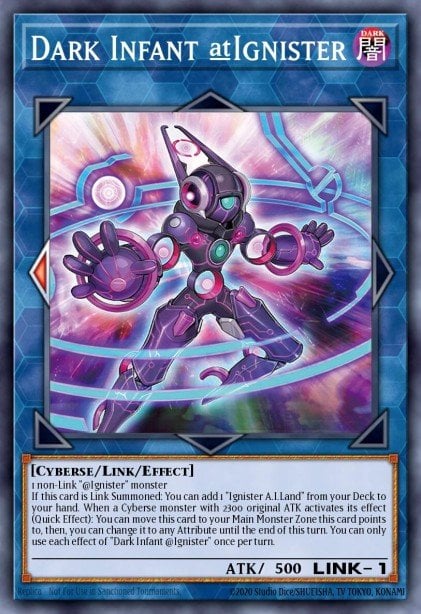 DARK INFANT @IGNISTER
DARK
闇
[CYBERSE/LINK/EFFECT]
1 non-Link "@Ignister" monster
If this card is Link Summoned: You can add 1 "Ignister A.I.Land" from your Deck to
your hand. When a Cyberse monster with 2300 original ATK activates its effect
(Quick Effect): You can move this card to your Main Monster Zone this card points
to, then, you can change it to any Attribute until the end of this turn. You can only
use each effect of "Dark Infant @Ignister" once per turn.
ATK/ 500 LINK-1
Replica - Not For Use in Sanctioned Tornmaments
©2020 Studio Dice/SHUEISHA, TV TOKYO, KONAMI